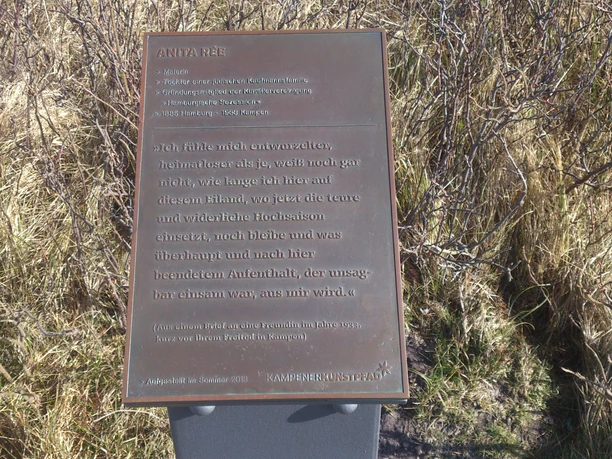 ANITA RÉE
> Malerin
> Tochter einer jüdischen Kaufmannsfamilie
> Gründungsmitglied der Künstlervereinigung
»Hamburgische Sezession«
> 1885 Hamburg – 1933 Kampen
»Ich fühle mich entwurzelter,
heimatloser als je, weiß noch gar
nicht, wie lange ich hier auf
diesem Eiland, wo jetzt die teure
und widerliche Hochsaison
einsetzt, noch bleibe und was
überhaupt und nach hier
beendetem Aufenthalt, der unsag-
bar einsam war, aus mir wird.«
(Aus einem Brief an eine Freundin im Jahre 1933,
kurz vor ihrem Freitod in Kampen)
> Aufgestellt im Sommer
KAMPENERKUNSTPFAD